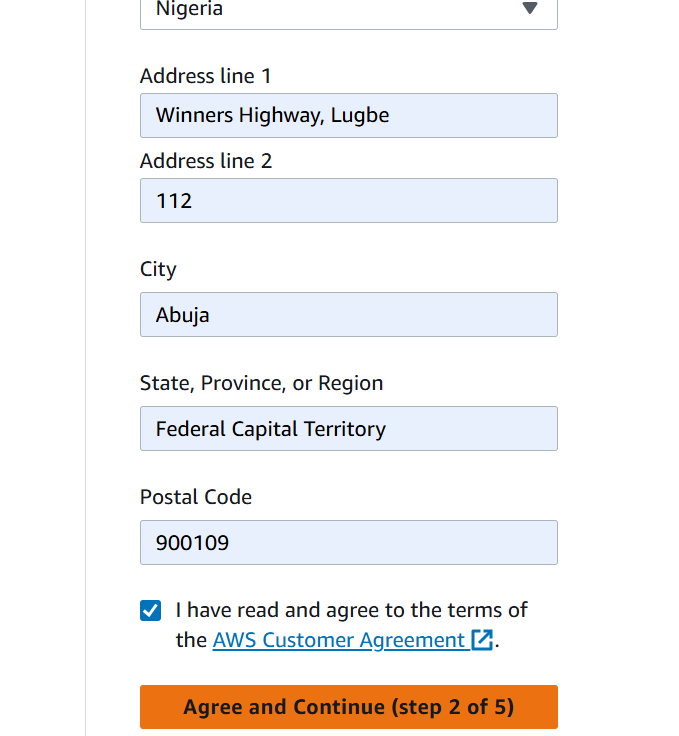 Nigeria
Address line 1
Winners Highway, Lugbe
Address line 2
112
City
Abuja
State, Province, or Region
Federal Capital Territory
Postal Code
900109
I have read and agree to the terms of
the AWS Customer Agreement.
Agree and Continue (step 2 of 5)